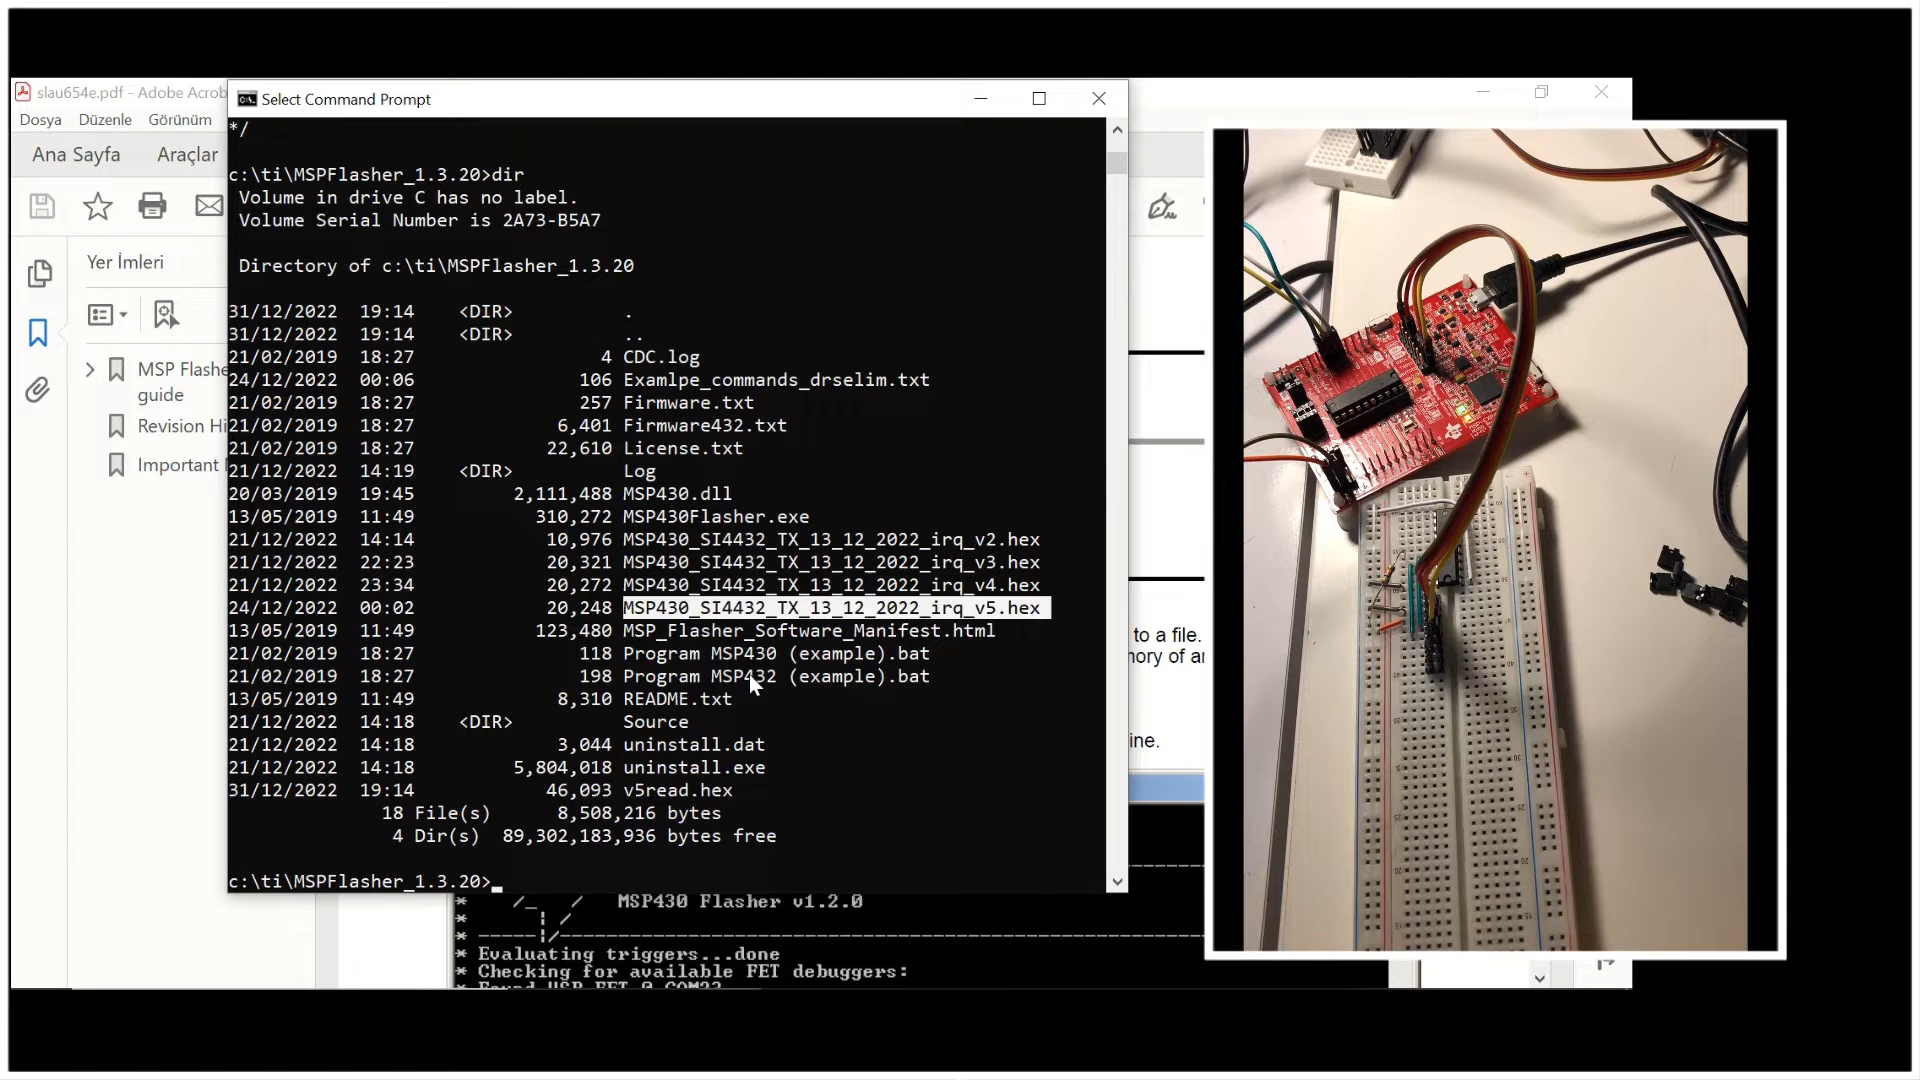 slau654e.pdf - Adobe Acrob
Dosya Düzenle Görünüm
Ana Sayfa Araçlar
Yer İmleri
MSP Flashe
guide
Revision Hi
Important
Select Command Prompt
*/
c:\ti\MSPFlasher_1.3.20>dir
Volume in drive C has no label.
Volume Serial Number is 2A73-B5A7
Directory of c:\ti\MSPFlasher_1.3.20
31/12/2022 19:14 <DIR> .
31/12/2022 19:14 <DIR> ..
21/02/2019 18:27 4 CDC.log
24/12/2022 00:06 106 Examlpe_commands_drselim.txt
21/02/2019 18:27 257 Firmware.txt
21/02/2019 18:27 6,401 Firmware432.txt
21/02/2019 18:27 22,610 License.txt
21/12/2022 14:19 <DIR> Log
20/03/2019 19:45 2,111,488 MSP430.dll
13/05/2019 11:49 310,272 MSP430Flasher.exe
21/12/2022 14:14 10,976 MSP430_SI4432_TX_13_12_2022_irq_v2.hex
21/12/2022 22:23 20,321 MSP430_SI4432_TX_13_12_2022_irq_v3.hex
21/12/2022 23:34 20,272 MSP430_SI4432_TX_13_12_2022_irq_v4.hex
24/12/2022 00:02 20,248 MSP430_SI4432_TX_13_12_2022_irq_v5.hex
13/05/2019 11:49 123,480 MSP_Flasher_Software_Manifest.html
21/02/2019 18:27 118 Program MSP430 (example).bat
21/02/2019 18:27 198 Program MSP432 (example).bat
13/05/2019 11:49 8,310 README.txt
21/12/2022 14:18 <DIR> Source
21/12/2022 14:18 3,044 uninstall.dat
21/12/2022 14:18 5,804,018 uninstall.exe
31/12/2022 19:14 46,093 v5read.hex
18 File(s) 8,508,216 bytes
4 Dir(s) 89,302,183,936 bytes free
c:\ti\MSPFlasher_1.3.20>
to a file.
nory of ar
ine.
* /_ / MSP430 Flasher v1.2.0
* | /
* -----|/--------------------
* Evaluating triggers...done
* Checking for available FET debuggers: